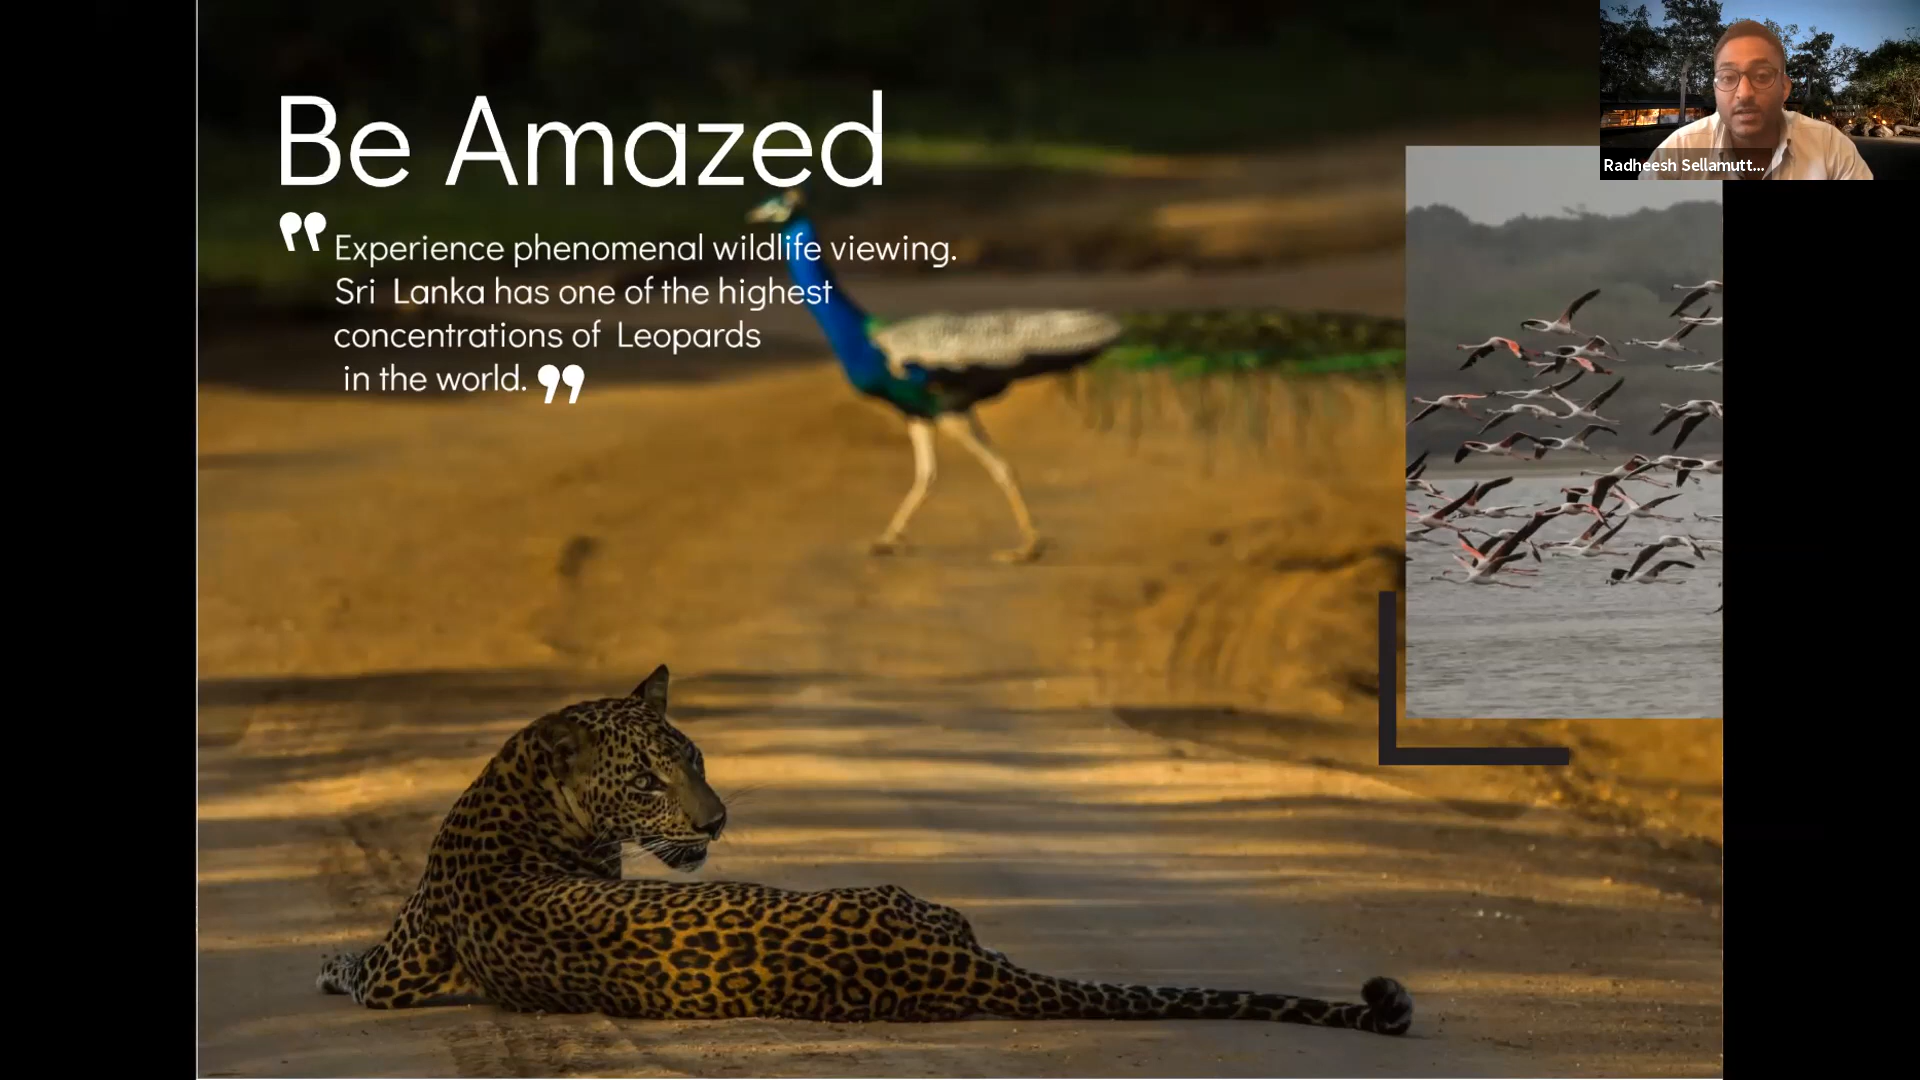 Be Amazed
" Experience phenomenal wildlife viewing.
Sri Lanka has one of the highest
concentrations of Leopards
in the world. "
Radheesh Sellamutt...